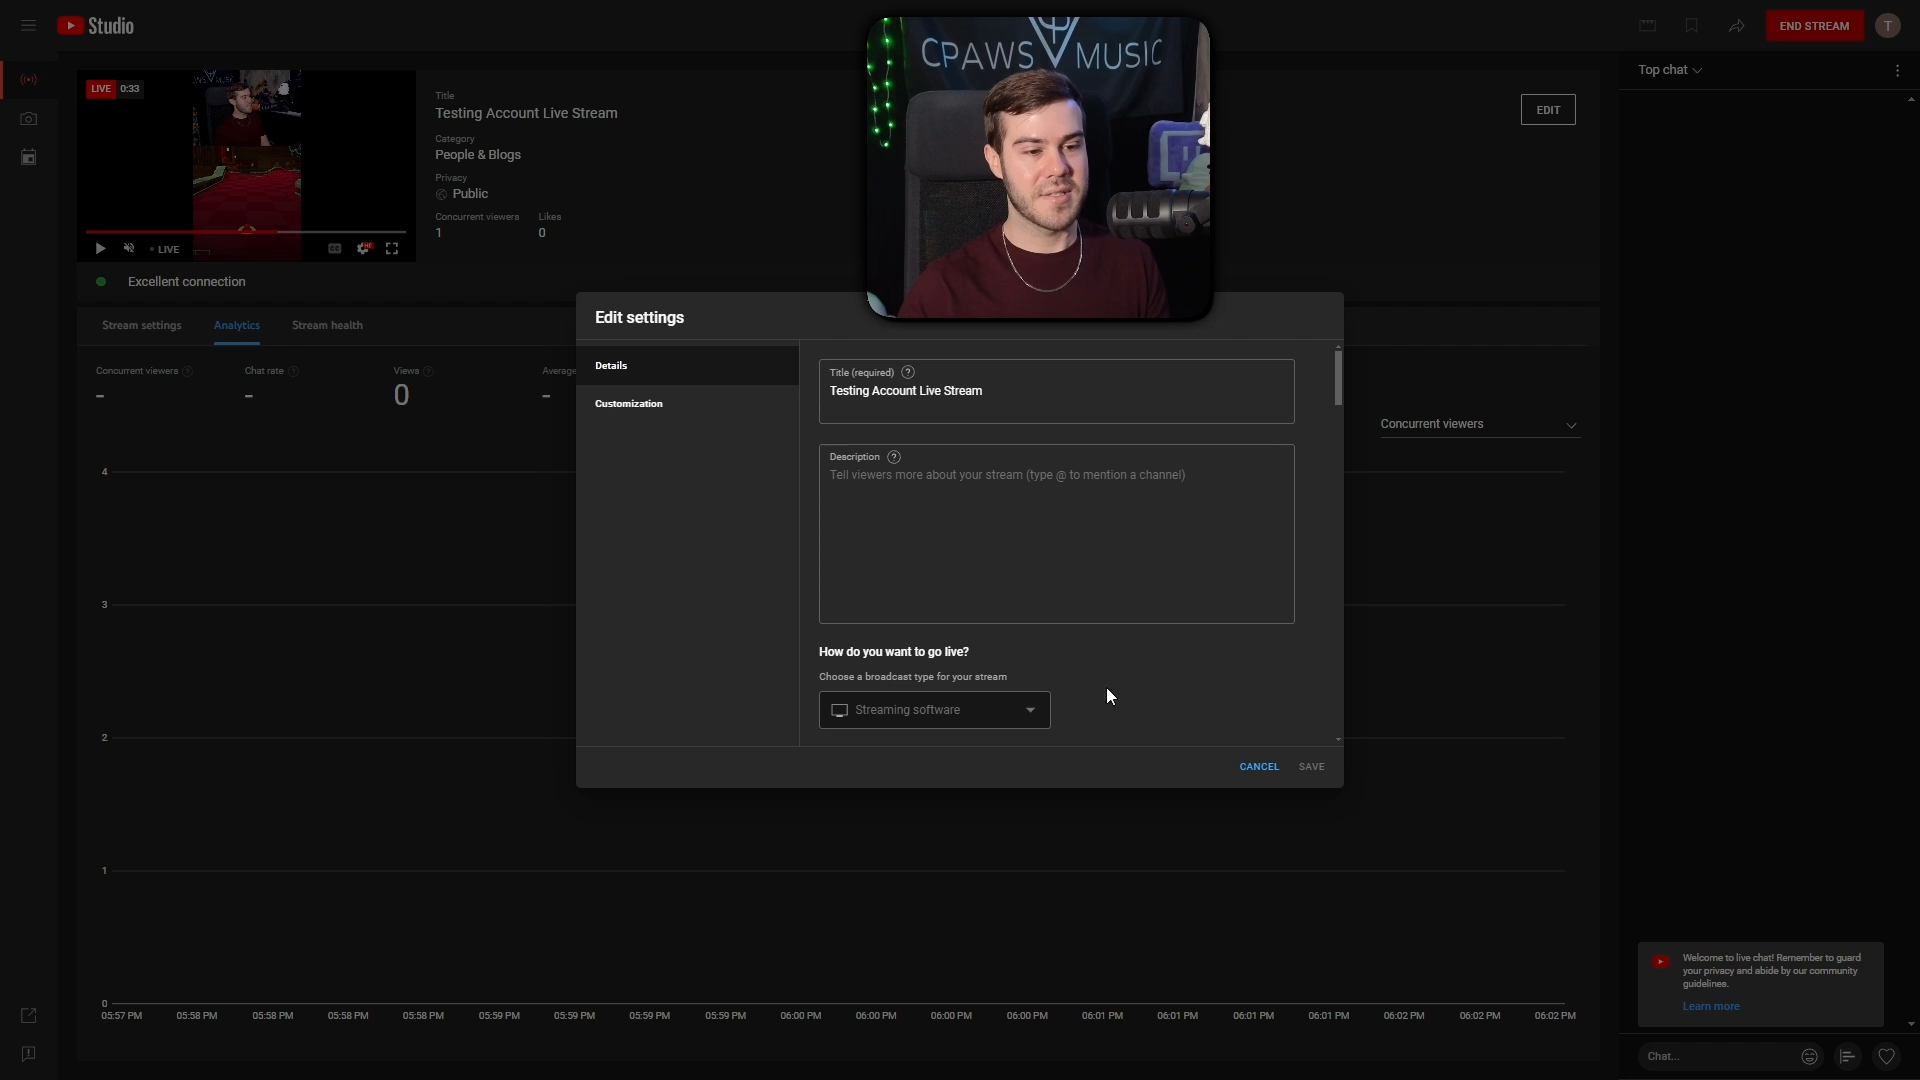 Studio
CPAWS MUSIC
END STREAM
T
LIVE 0:33
Title
Testing Account Live Stream
Category
People & Blogs
Privacy
Public
Concurrent viewers Likes
1 0
LIVE
EDIT
Top chat
Excellent connection
Stream settings Analytics Stream health
Concurrent viewers Chat rate Views Average
- - 0 -
Concurrent viewers
4
3
2
1
0
05:57 PM 05:58 PM 05:58 PM 05:58 PM 05:58 PM 05:59 PM 05:59 PM 05:59 PM 05:59 PM 06:00 PM 06:00 PM 06:00 PM 06:00 PM 06:01 PM 06:01 PM 06:01 PM 06:01 PM 06:02 PM 06:02 PM 06:02 PM
Edit settings
Details
Customization
Title (required)
Testing Account Live Stream
Description
Tell viewers more about your stream (type @ to mention a channel)
How do you want to go live?
Choose a broadcast type for your stream
Streaming software
CANCEL SAVE
Welcome to live chat! Remember to guard
your privacy and abide by our community
guidelines.
Learn more
Chat...